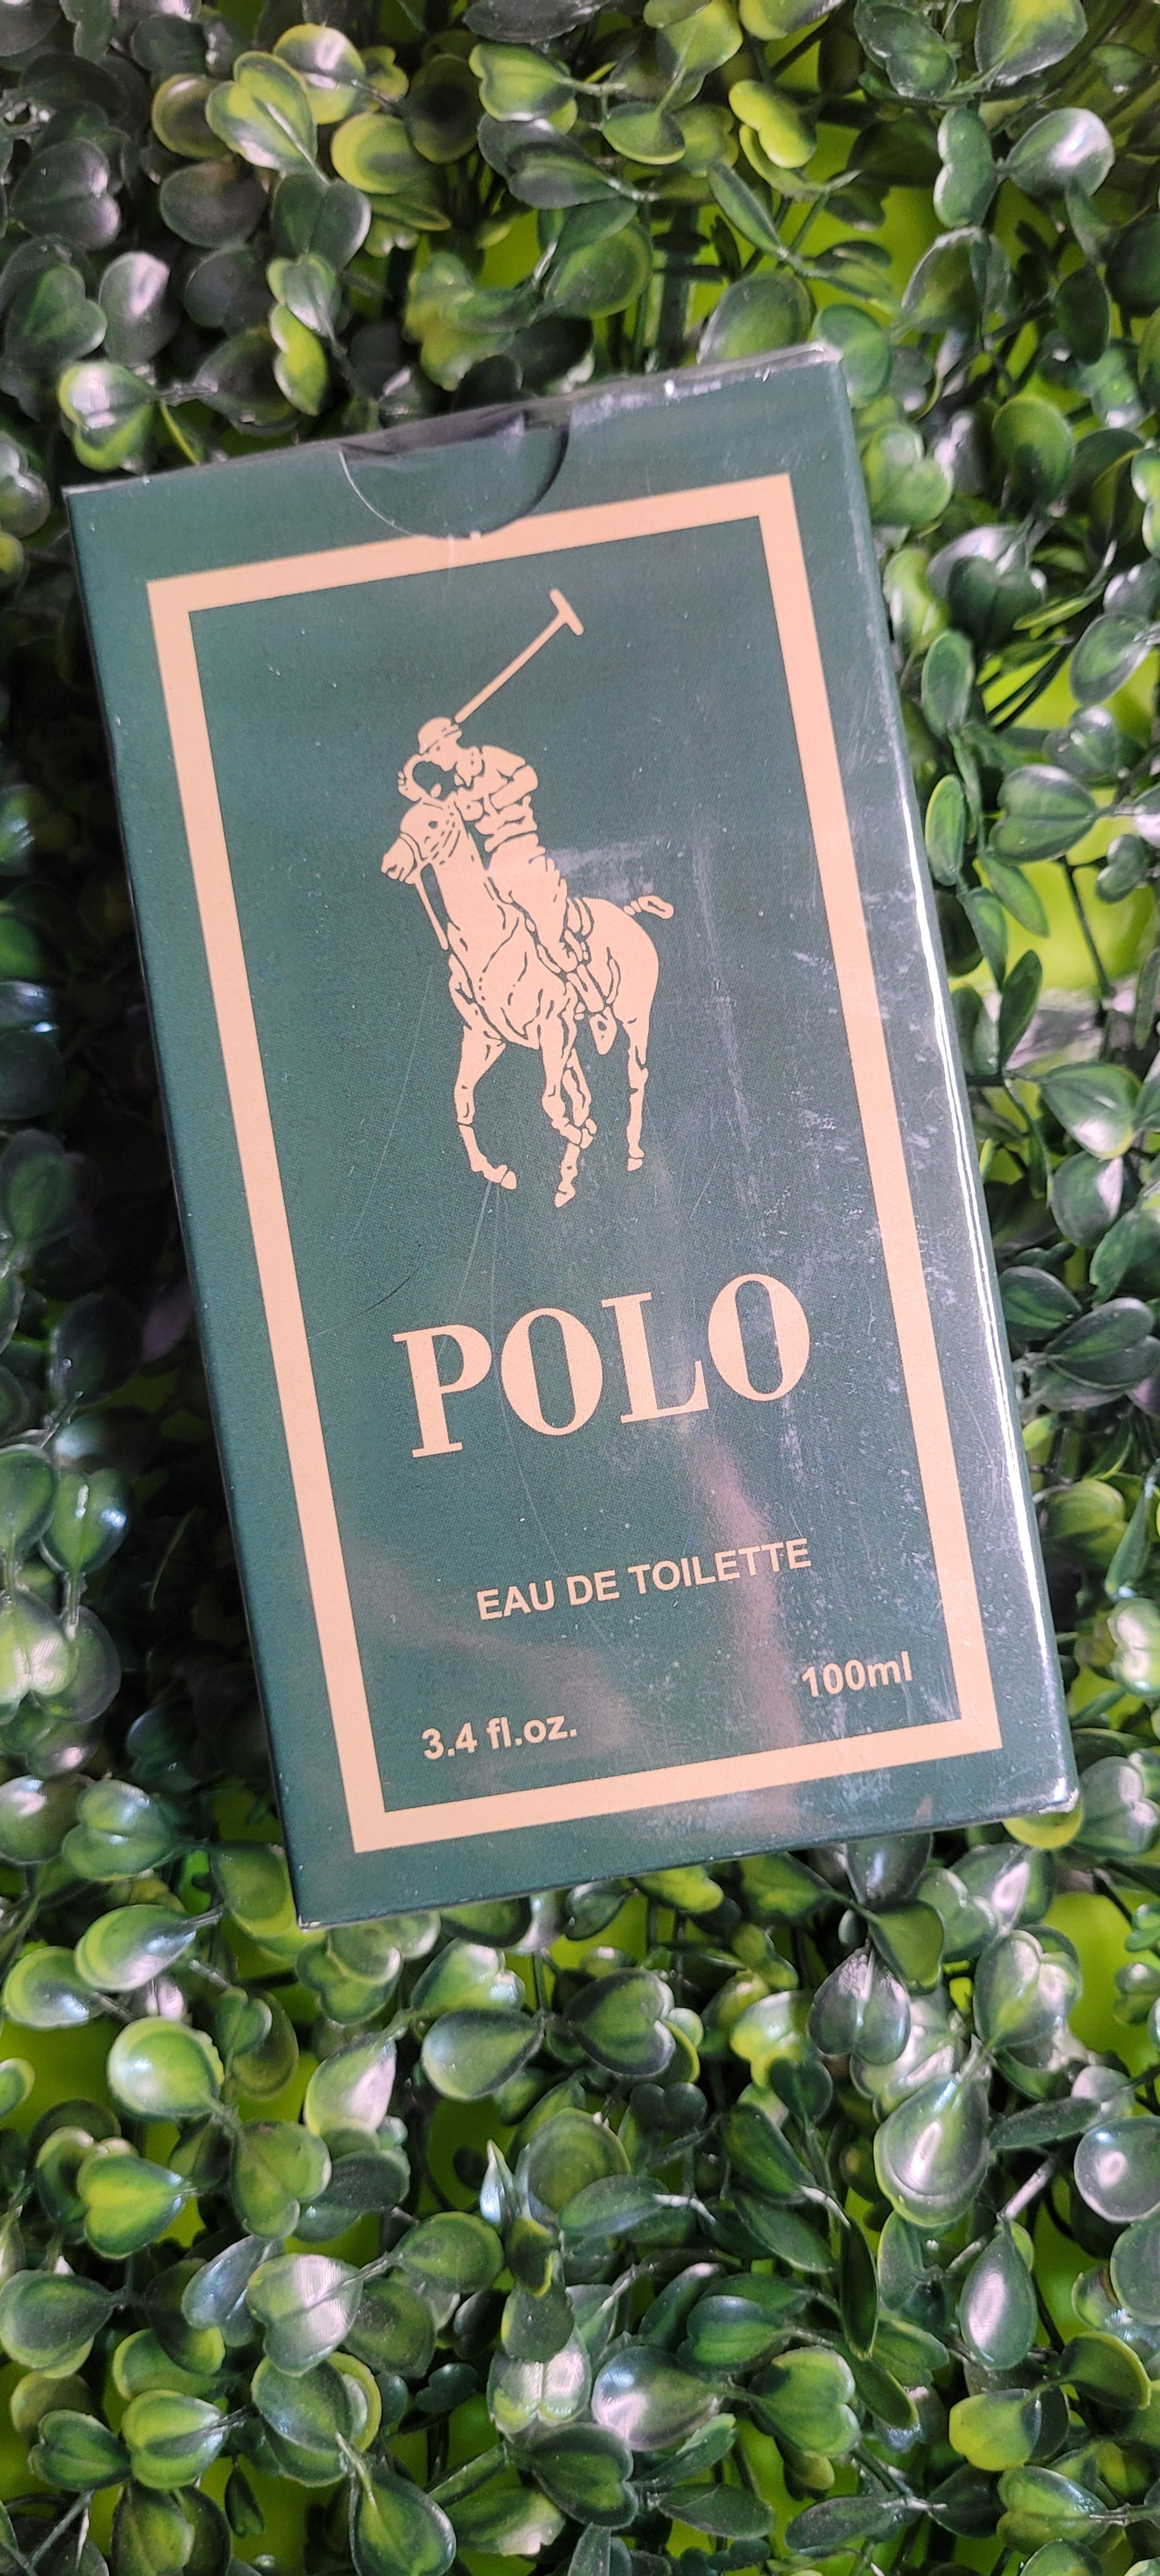 POLO
EAU DE TOILETTE
3.4 fl.oz.
100ml